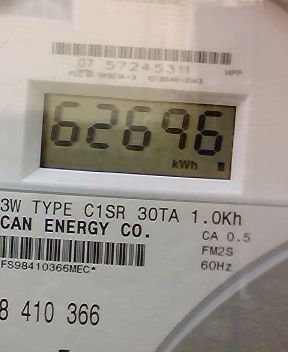 07 57245311 HPP
62696
kWh
3W TYPE C1SR 30TA 1.0Kh
CAN ENERGY CO.
CA 0.5
FM2S
60Hz
FS98410366MEC*
8 410 366